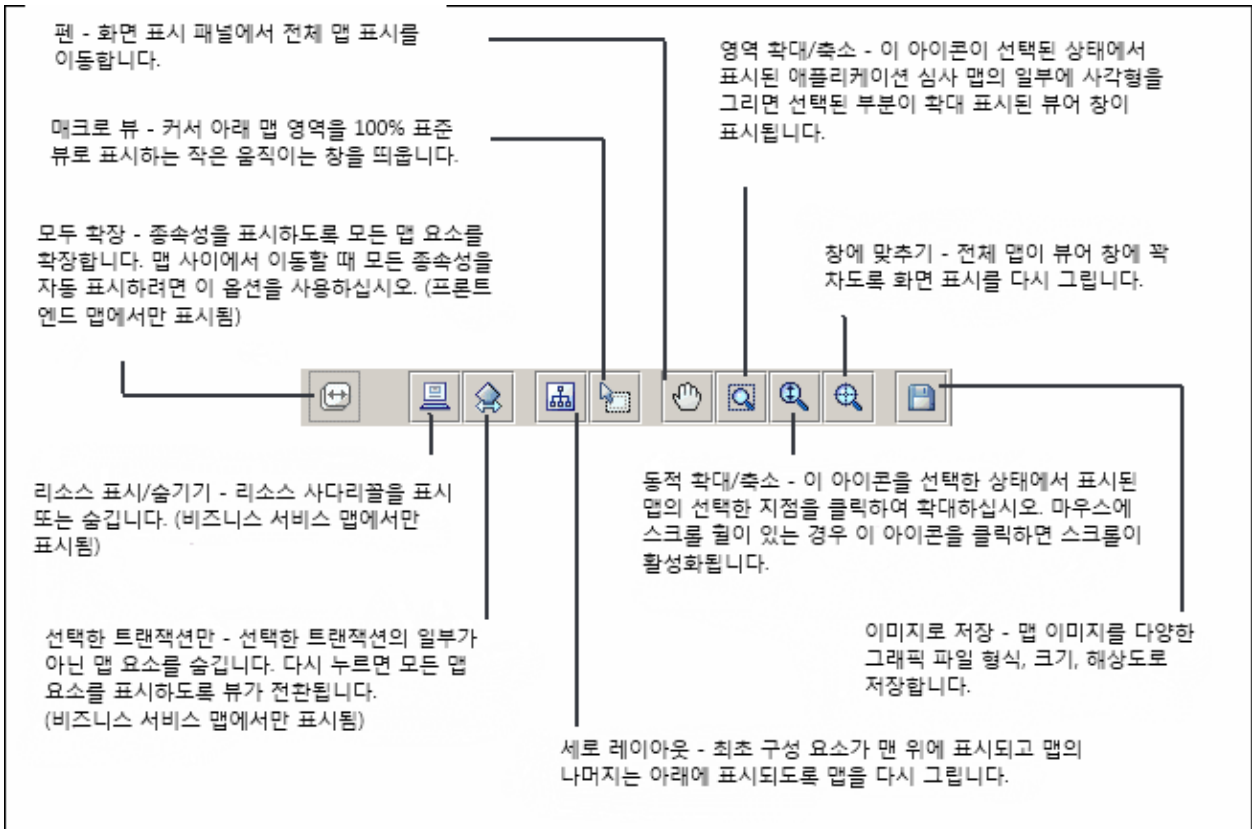 펜 - 화면 표시 패널에서 전체 맵 표시를
이동합니다.
매크로 뷰 - 커서 아래 맵 영역을 100% 표준
뷰로 표시하는 작은 움직이는 창을 띄웁니다.
모두 확장 - 종속성을 표시하도록 모든 맵 요소를
확장합니다. 맵 사이에서 이동할 때 모든 종속성을
자동 표시하려면 이 옵션을 사용하십시오. (프론트
엔드 맵에서만 표시됨)
영역 확대/축소 - 이 아이콘이 선택된 상태에서
표시된 애플리케이션 심사 맵의 일부에 사각형을
그리면 선택된 부분이 확대 표시된 뷰어 창이
표시됩니다.
창에 맞추기 - 전체 맵이 뷰어 창에 꽉
차도록 화면 표시를 다시 그립니다.
리소스 표시/숨기기 - 리소스 사다리꼴을 표시
또는 숨깁니다. (비즈니스 서비스 맵에서만
표시됨)
동적 확대/축소 - 이 아이콘을 선택한 상태에서 표시된
맵의 선택한 지점을 클릭하여 확대하십시오. 마우스에
스크롤 휠이 있는 경우 이 아이콘을 클릭하면 스크롤이
활성화됩니다.
선택한 트랜잭션만 - 선택한 트랜잭션의 일부가
아닌 맵 요소를 숨깁니다. 다시 누르면 모든 맵
요소를 표시하도록 뷰가 전환됩니다.
(비즈니스 서비스 맵에서만 표시됨)
이미지로 저장 - 맵 이미지를 다양한
그래픽 파일 형식, 크기, 해상도로
저장합니다.
세로 레이아웃 - 최초 구성 요소가 맨 위에 표시되고 맵의
나머지는 아래에 표시되도록 맵을 다시 그립니다.